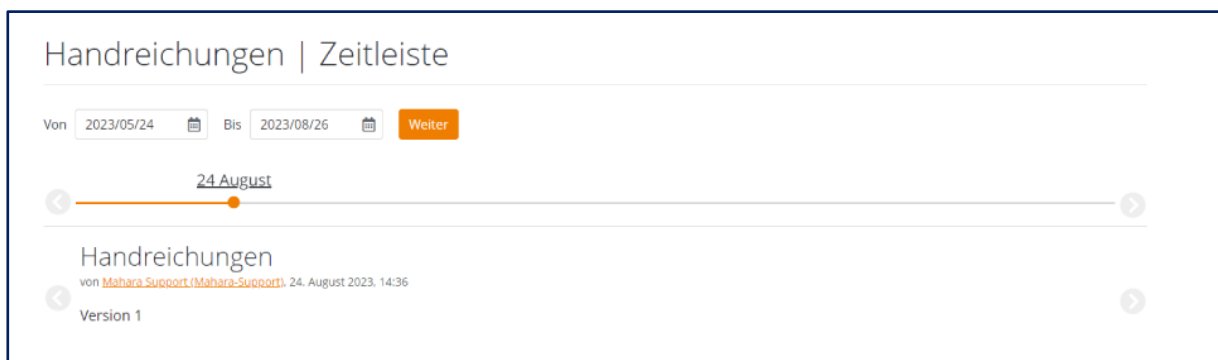 Handreichungen | Zeitleiste
Von 2023/05/24 Bis 2023/08/26 Weiter
24 August
Handreichungen
von Mahara Support (Mahara-Support), 24. August 2023, 14:36
Version 1